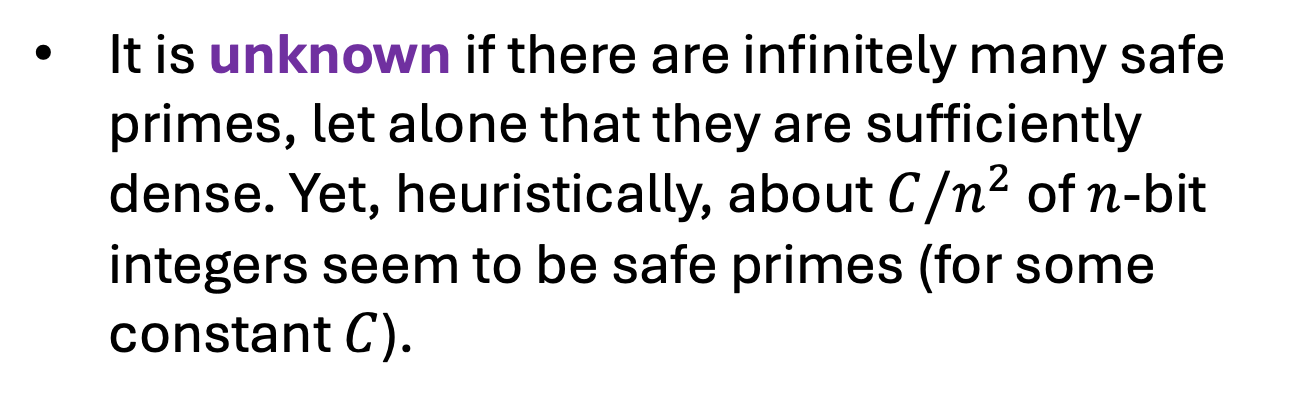 • It is unknown if there are infinitely many safe
primes, let alone that they are sufficiently
dense. Yet, heuristically, about 𝐶/𝑛² of 𝑛-bit
integers seem to be safe primes (for some
constant 𝐶).